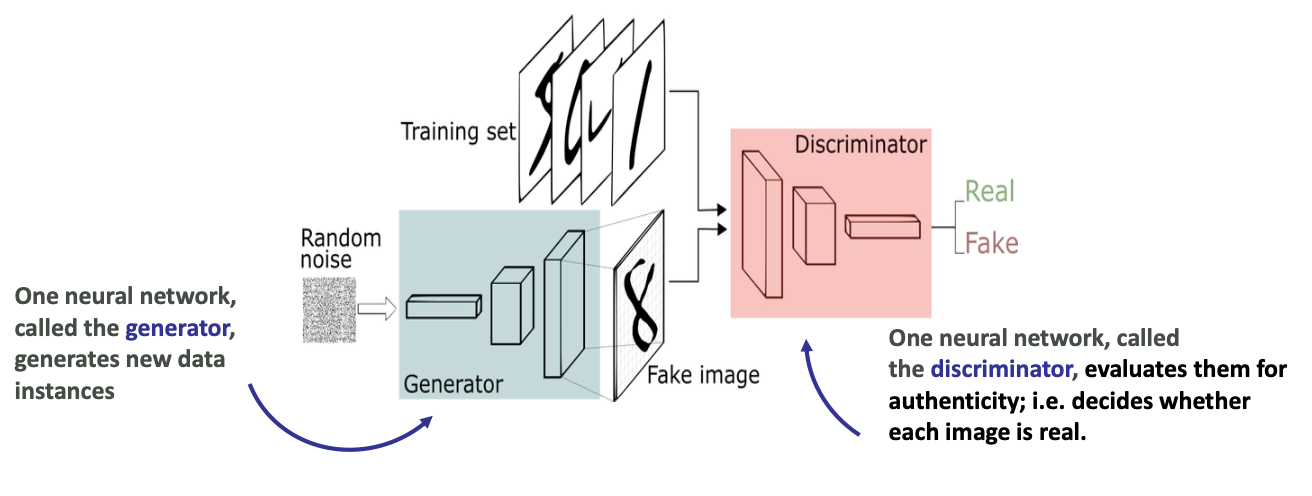 Training set
Discriminator
Real
Fake
Random
noise
Generator
Fake image
8
One neural network,
called the generator,
generates new data
instances
One neural network, called
the discriminator, evaluates them for
authenticity; i.e. decides whether
each image is real.